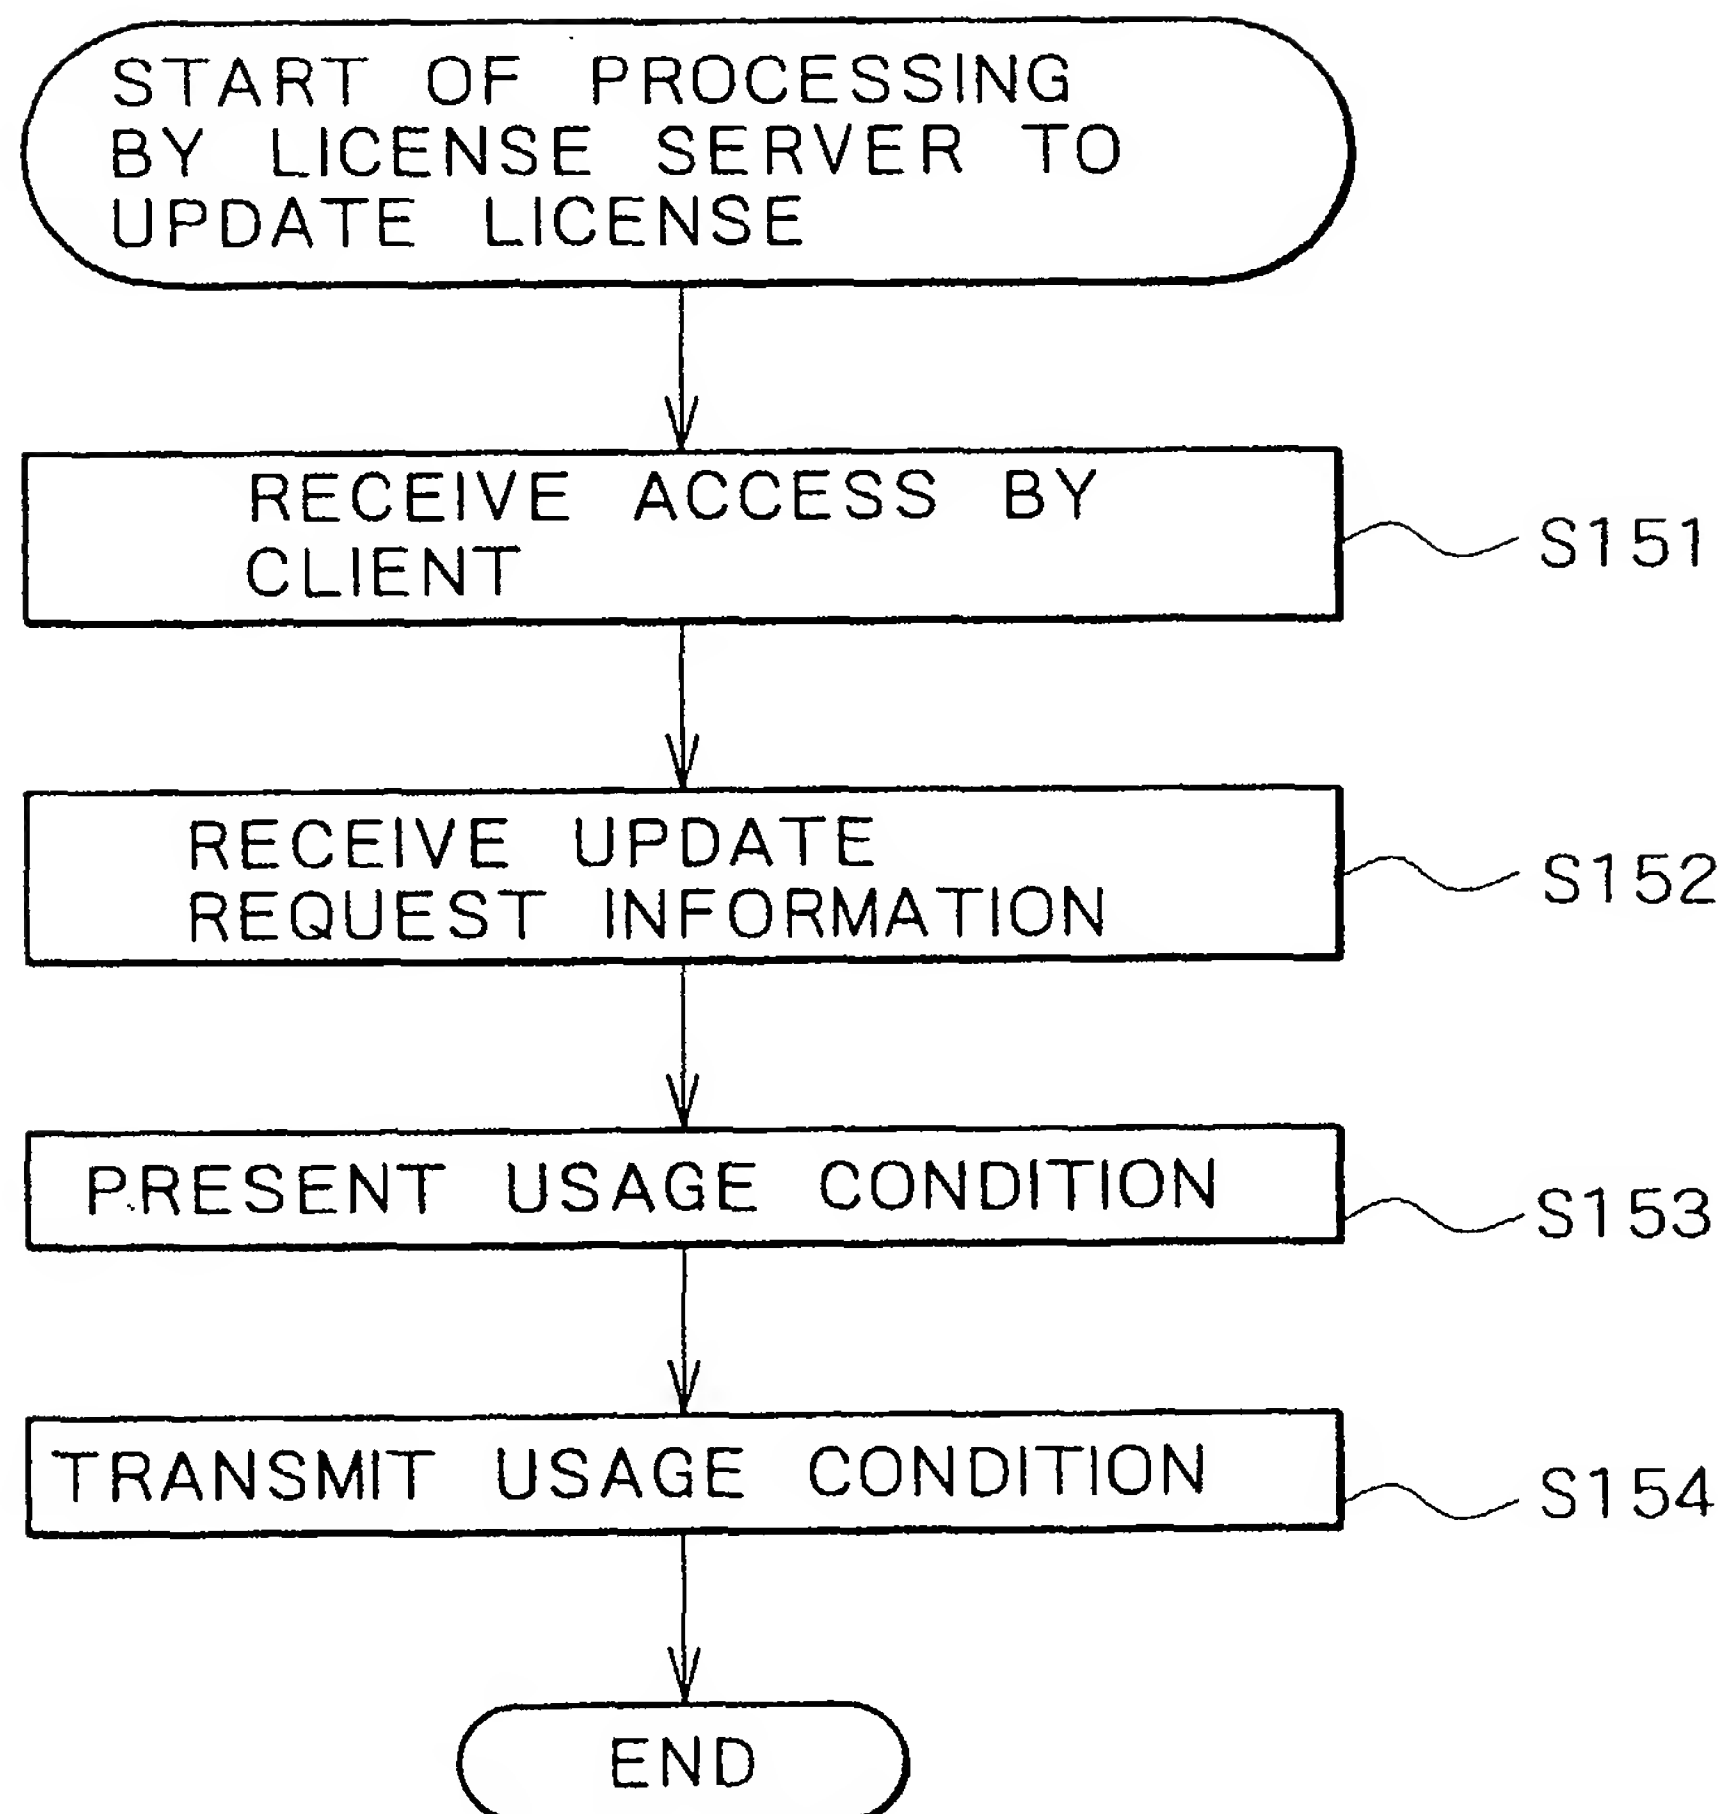 START OF PROCESSING
BY LICENSE SERVER TO
UPDATE LICENSE
RECEIVE ACCESS BY
CLIENT
S151
RECEIVE UPDATE
REQUEST INFORMATION
S152
PRESENT USAGE CONDITION
S153
TRANSMIT USAGE CONDITION
S154
END